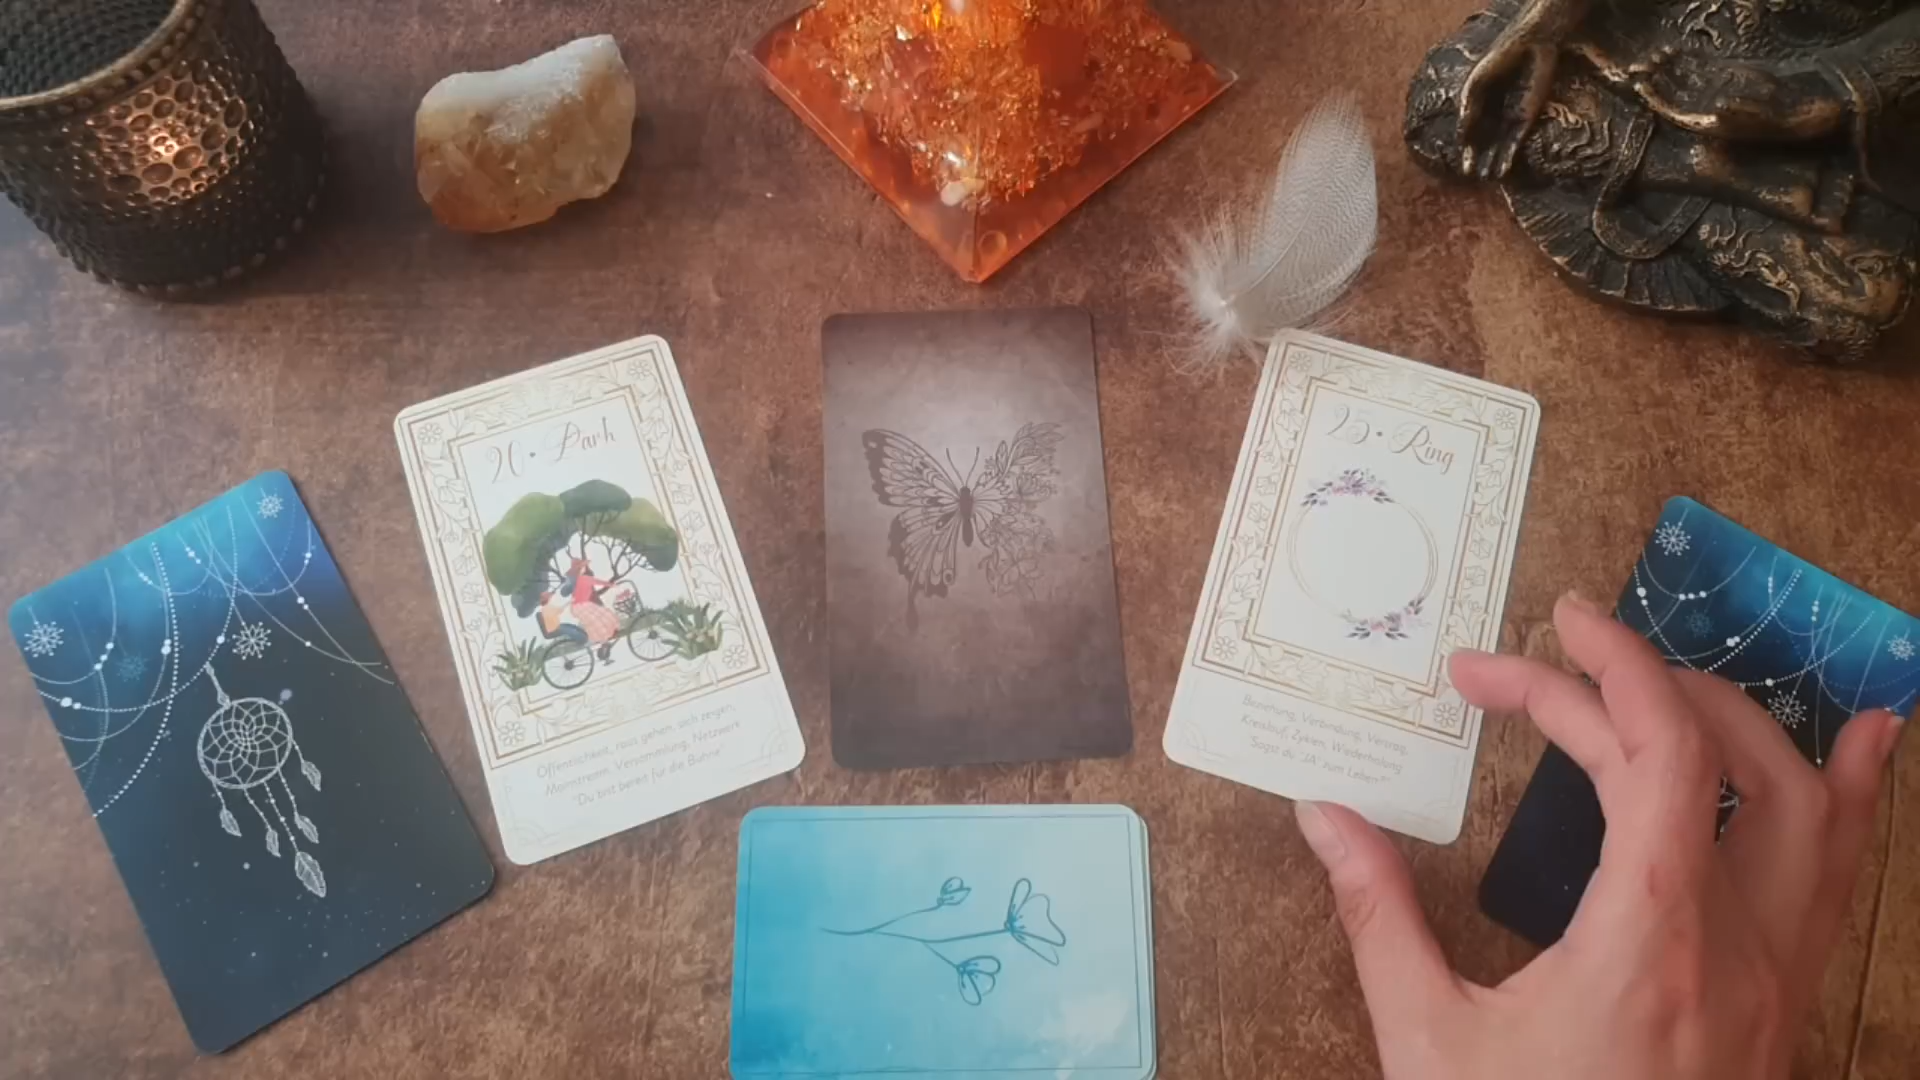 20 • Park
Öffentlichkeit, raus gehen, sich zeigen,
Mainstream, Versammlung, Netzwerk
"Du bist bereit für die Bühne"
25 • Ring
Beziehung, Verbindung, Vertrag,
Kreislauf, Zyklen, Wiederholung
"Sagst du "JA" zum Leben?"